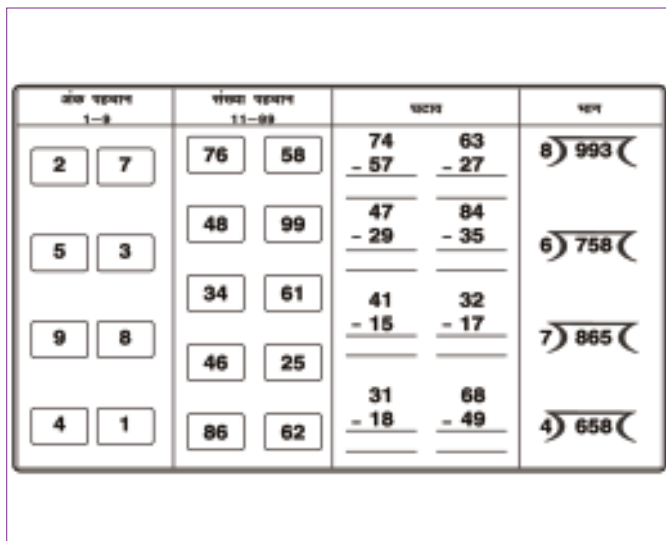 अंक पहचान
1–9
2 7
5 3
9 8
4 1
संख्या पहचान
11–99
76 58
48 99
34 61
46 25
86 62
घटाव
74 63
- 57 - 27
47 84
- 29 - 35
41 32
- 15 - 17
31 68
- 18 - 49
भाग
8) 993 (
6) 758 (
7) 865 (
4) 658 (